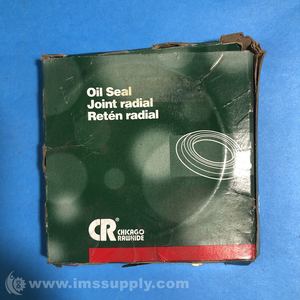 Oil Seal
Joint radial
Retén radial
CR®
CHICAGO
RAWHIDE
© www.imssupply.com